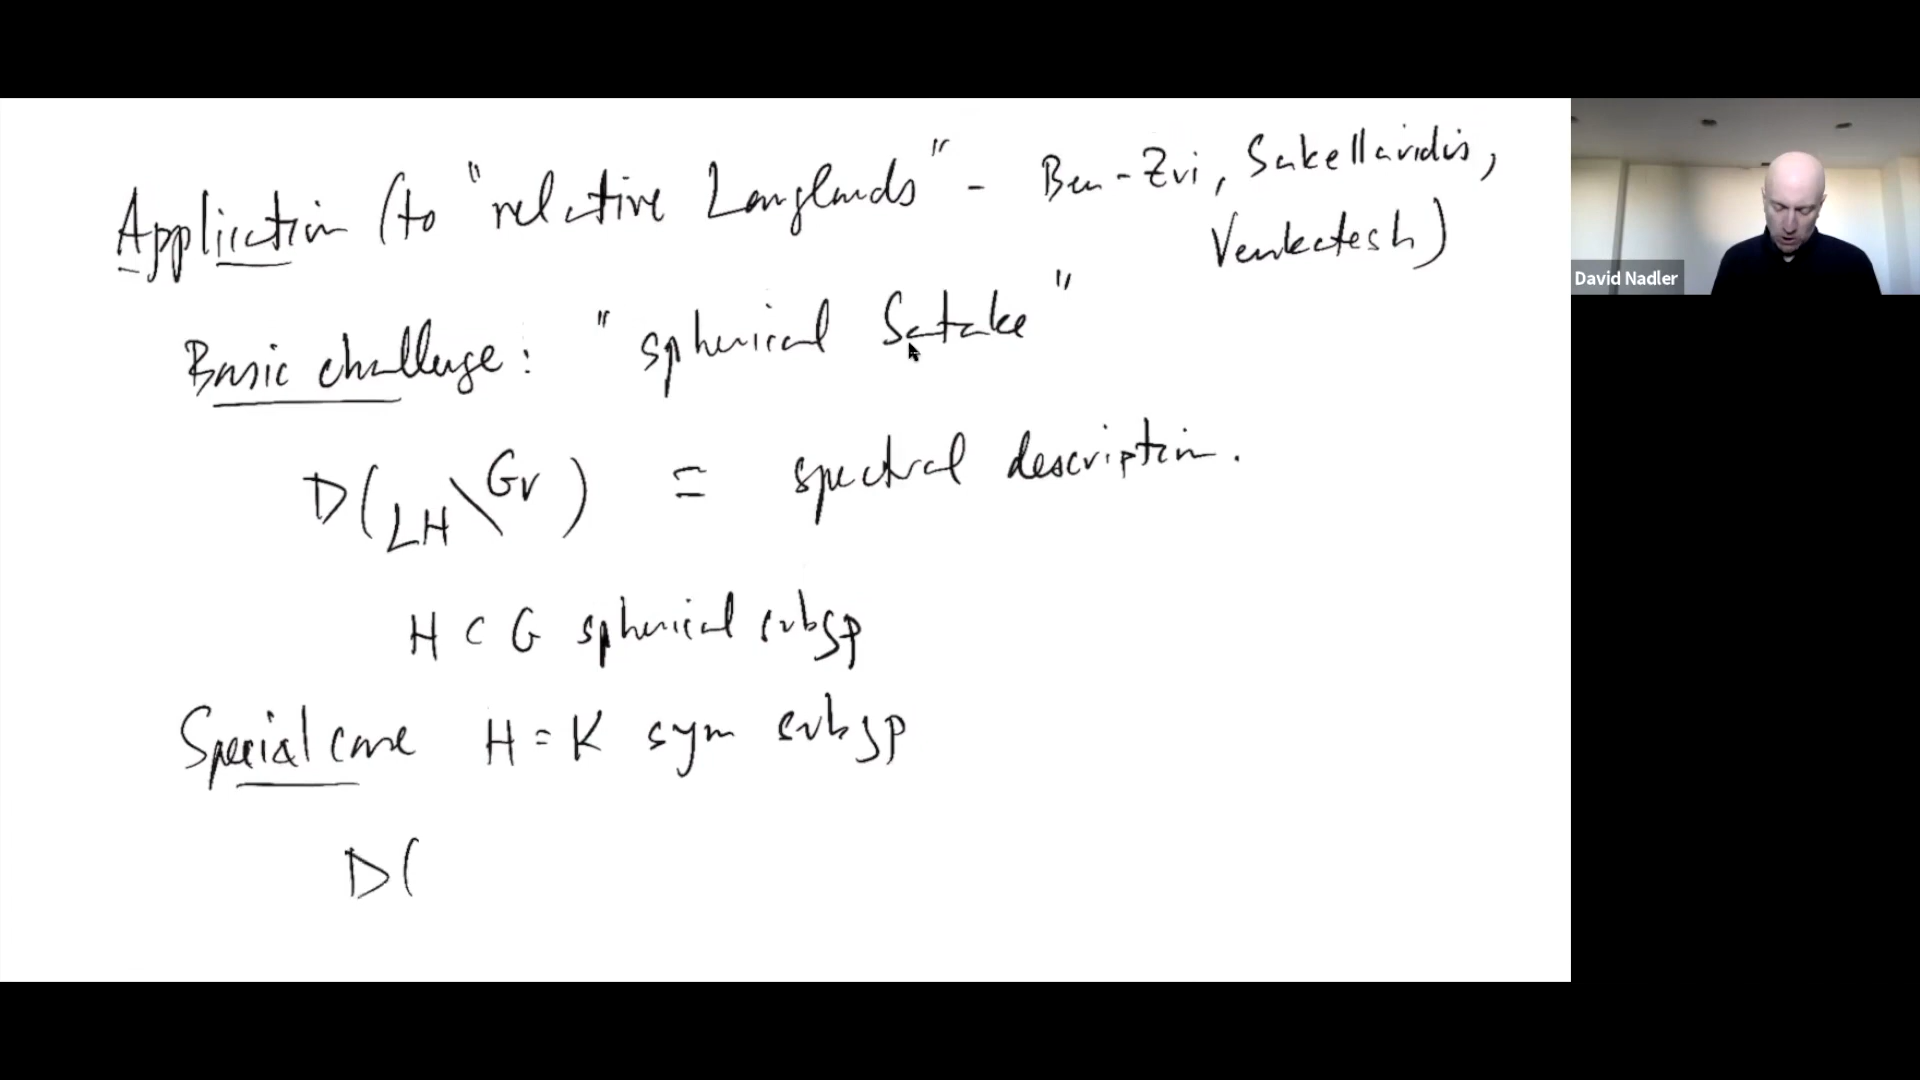 Application (to "relative Langlands" - Ben-Zvi, Sakellaridis,
Venkatesh)
Basic challenge: "spherical Satake"
D(LH\Gr) = spectral description.
H ⊂ G spherical subgp
Special case H = K sym subgp
D(
David Nadler